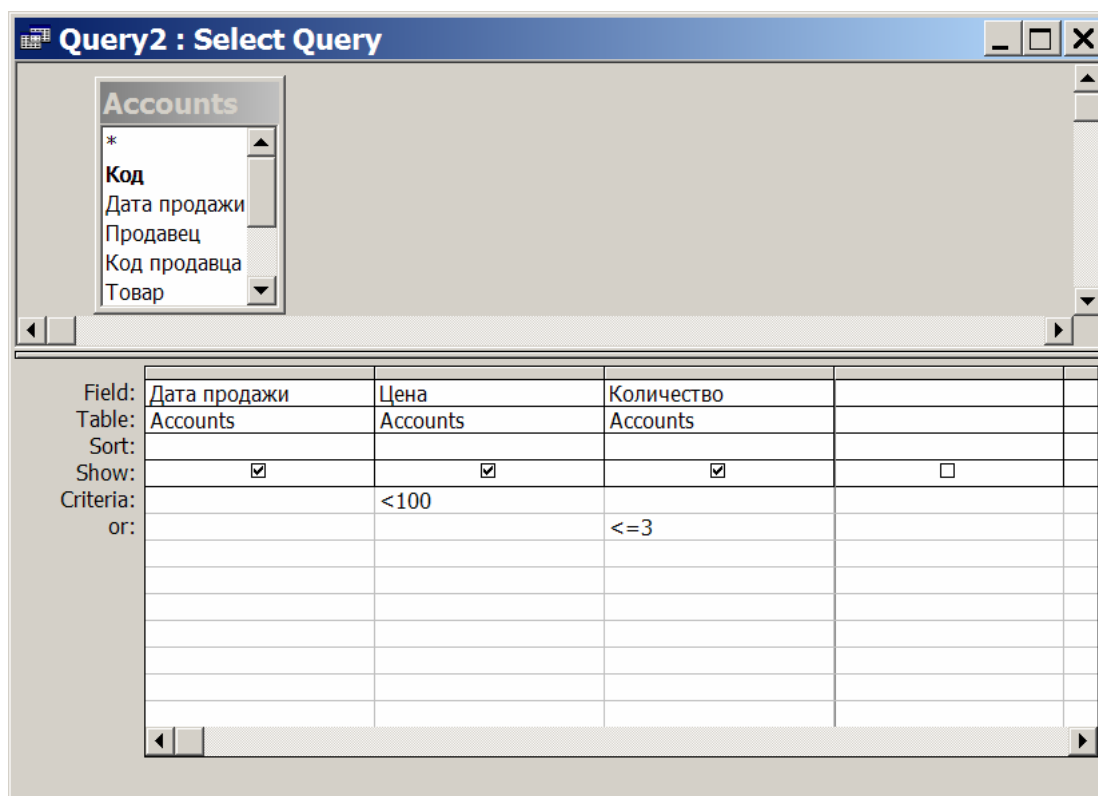 Query2 : Select Query
Accounts
*
Код
Дата продажи
Продавец
Код продавца
Товар
Field: Дата продажи Цена Количество
Table: Accounts Accounts Accounts
Sort:
Show:
Criteria: <100
or: <=3